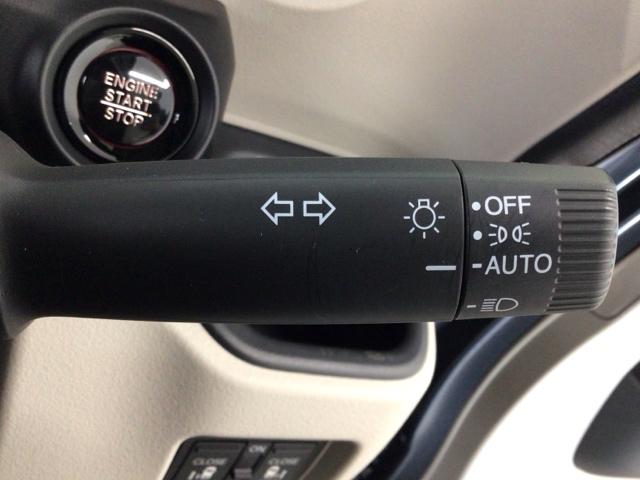 ENGINE
START
STOP
OFF
AUTO
ON
CLOSE
CLOSE